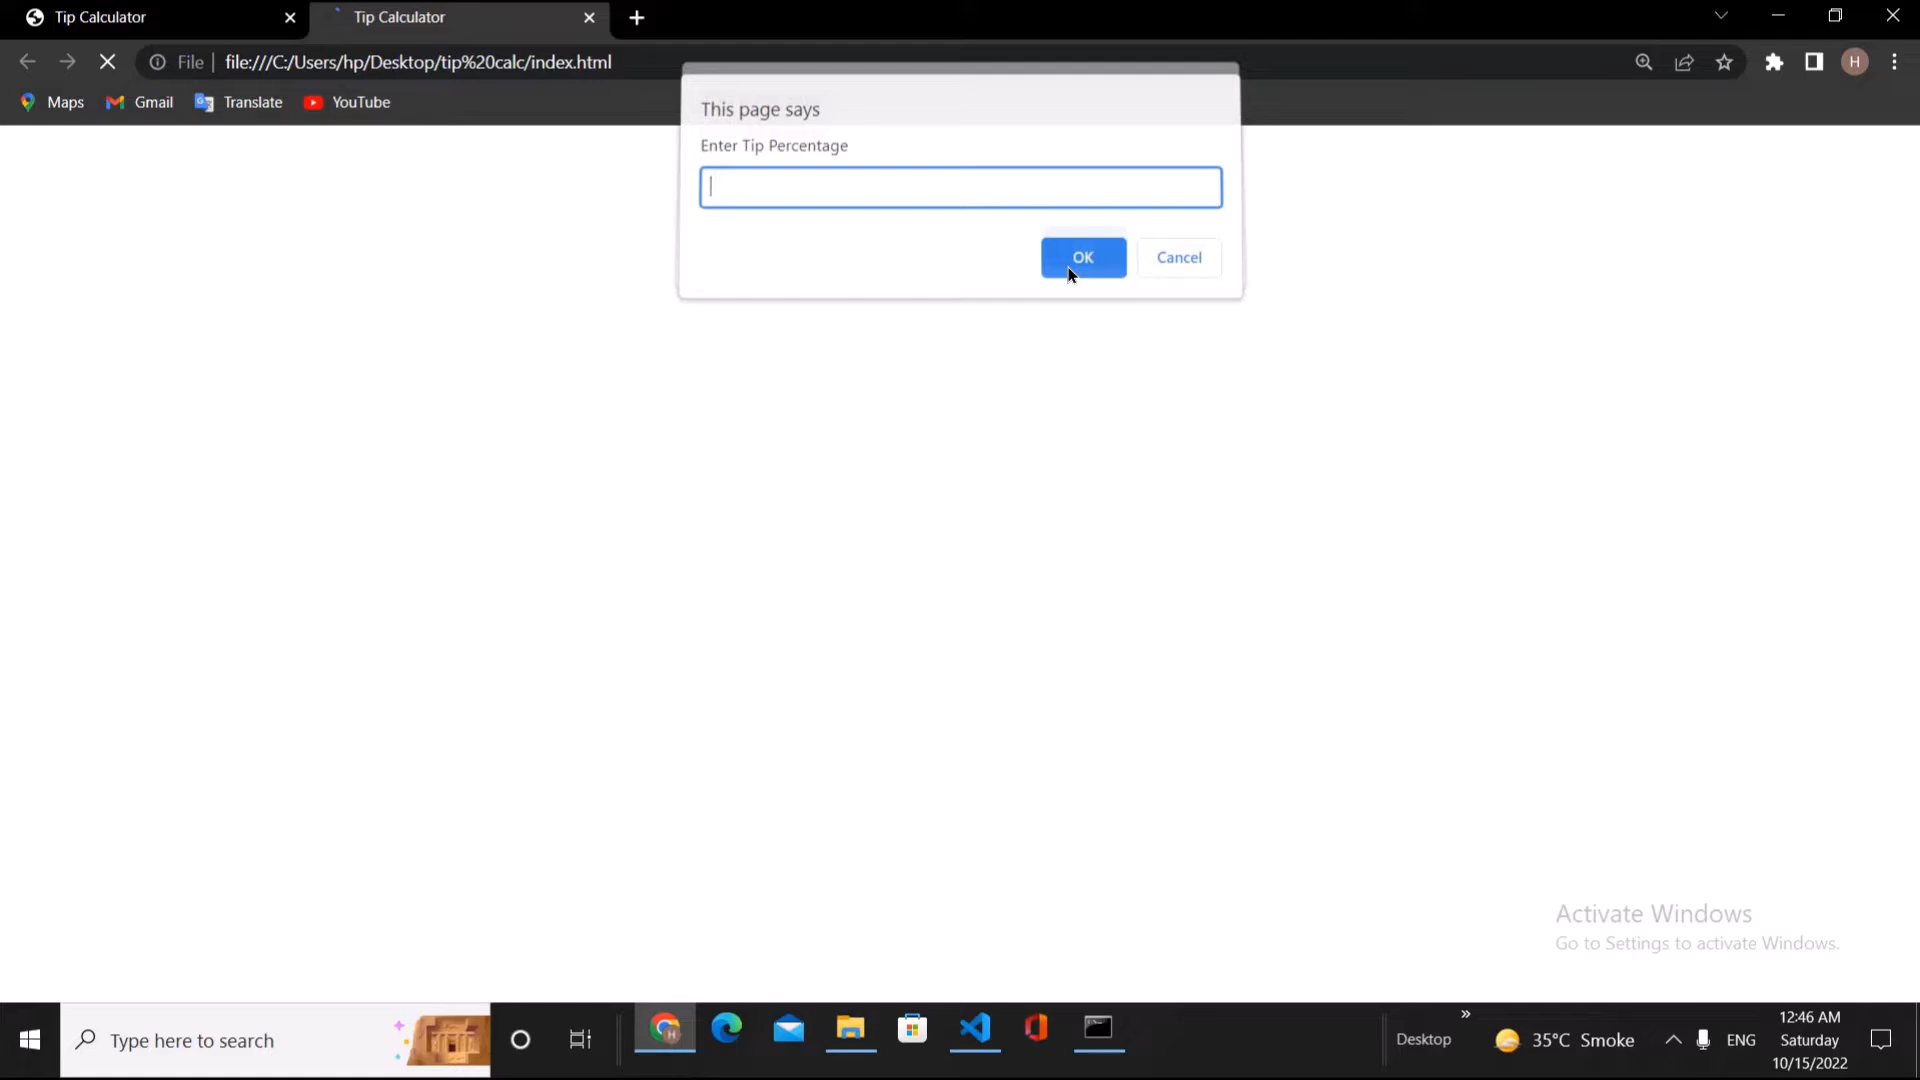 Tip Calculator
Tip Calculator
File
file:///C:/Users/hp/Desktop/tip%20calc/index.html
H
Maps
Gmail
Translate
YouTube
This page says
Enter Tip Percentage
OK
Cancel
Activate Windows
Go to Settings to activate Windows.
Type here to search
Desktop
35°C Smoke
ENG
12:46 AM
Saturday
10/15/2022